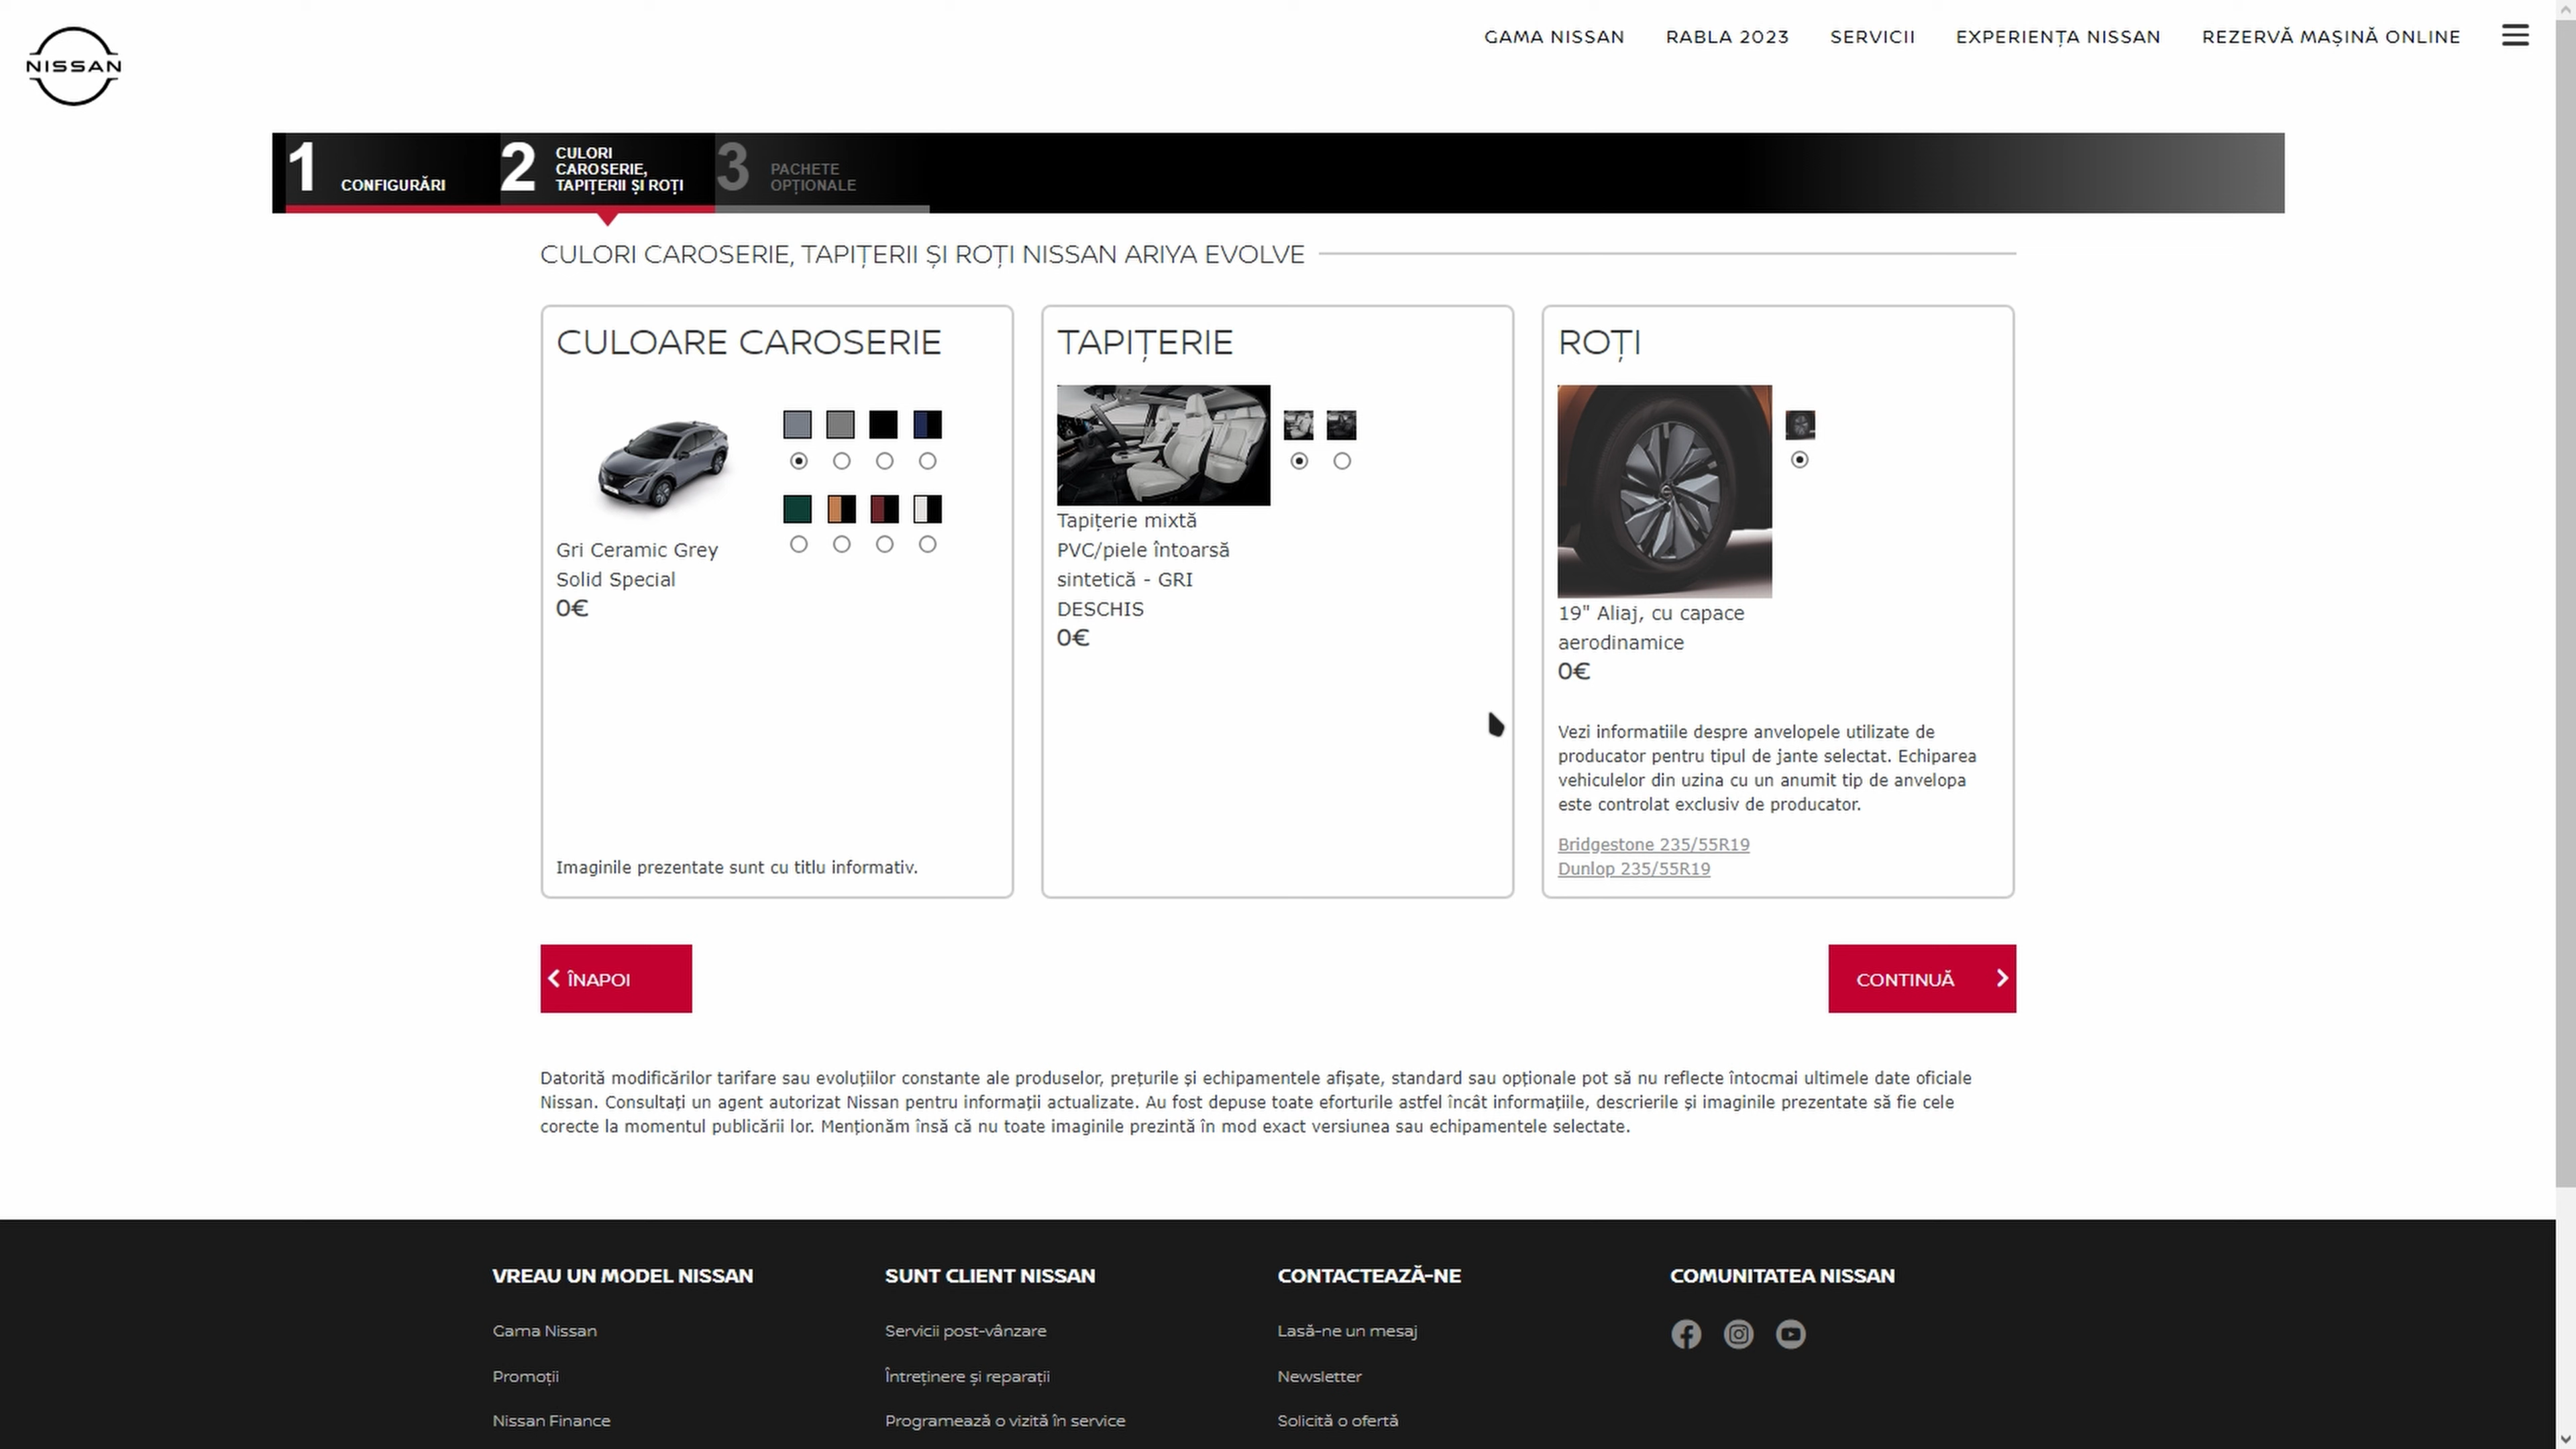 NISSAN
GAMA NISSAN
RABLA 2023
SERVICII
EXPERIENȚA NISSAN
REZERVĂ MAȘINĂ ONLINE
1 CONFIGURĂRI
2 CULORI
CAROSERIE,
TAPIȚERII ȘI ROȚI
3 PACHETE
OPȚIONALE
CULORI CAROSERIE, TAPIȚERII ȘI ROȚI NISSAN ARIYA EVOLVE
CULOARE CAROSERIE
Gri Ceramic Grey
Solid Special
0€
Imaginile prezentate sunt cu titlu informativ.
TAPIȚERIE
Tapițerie mixtă
PVC/piele întoarsă
sintetică - GRI
DESCHIS
0€
ROȚI
19" Aliaj, cu capace
aerodinamice
0€
Vezi informatiile despre anvelopele utilizate de
producator pentru tipul de jante selectat. Echiparea
vehiculelor din uzina cu un anumit tip de anvelopa
este controlat exclusiv de producator.
Bridgestone 235/55R19
Dunlop 235/55R19
ÎNAPOI
CONTINUĂ
Datorită modificărilor tarifare sau evoluțiilor constante ale produselor, prețurile și echipamentele afișate, standard sau opționale pot să nu reflecte întocmai ultimele date oficiale
Nissan. Consultați un agent autorizat Nissan pentru informații actualizate. Au fost depuse toate eforturile astfel încât informațiile, descrierile și imaginile prezentate să fie cele
corecte la momentul publicării lor. Menționăm însă că nu toate imaginile prezintă în mod exact versiunea sau echipamentele selectate.
VREAU UN MODEL NISSAN
Gama Nissan
Promoții
Nissan Finance
SUNT CLIENT NISSAN
Servicii post-vânzare
Întreținere și reparații
Programează o vizită în service
CONTACTEAZĂ-NE
Lasă-ne un mesaj
Newsletter
Solicită o ofertă
COMUNITATEA NISSAN